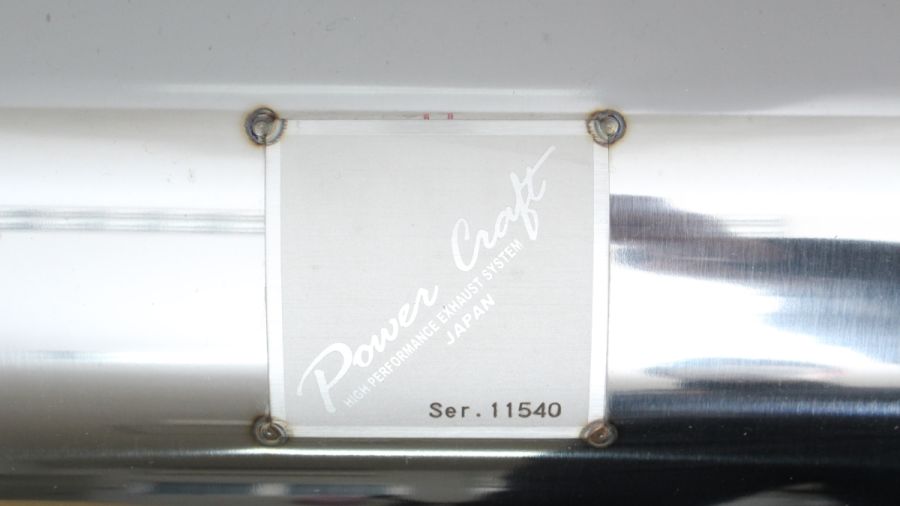 Power Craft
HIGH PERFORMANCE EXHAUST SYSTEM
JAPAN
Ser. 11540